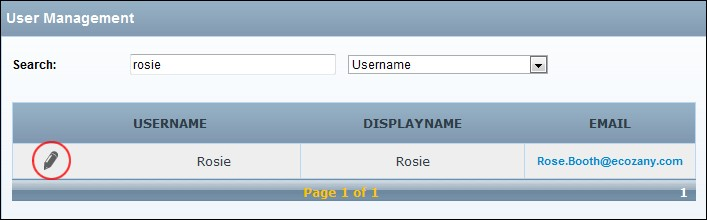 User Management
Search: rosie Username
USERNAME DISPLAYNAME EMAIL
Rosie Rosie Rose.Booth@ecozany.com
Page 1 of 1 1